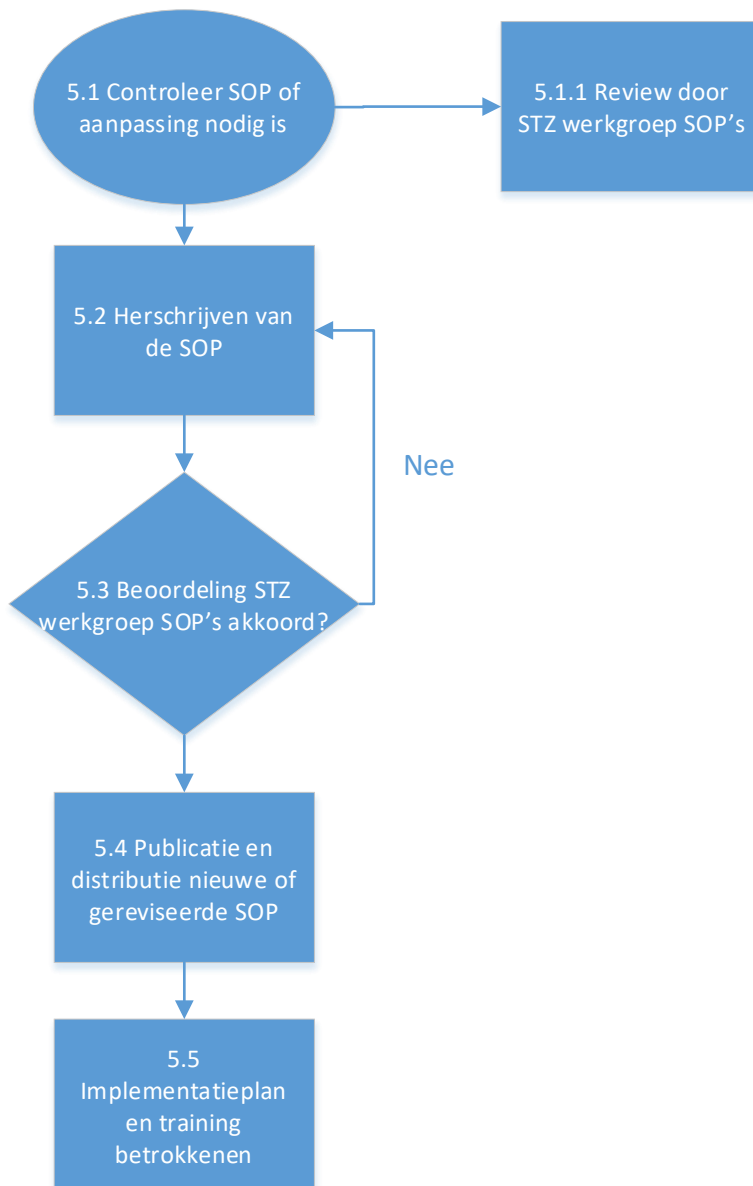 5.1 Controleer SOP of
aanpassing nodig is
5.1.1 Review door
STZ werkgroep SOP’s
5.2 Herschrijven van
de SOP
Nee
5.3 Beoordeling STZ
werkgroep SOP’s akkoord?
5.4 Publicatie en
distributie nieuwe of
gereviseerde SOP
5.5
Implementatieplan
en training
betrokkenen